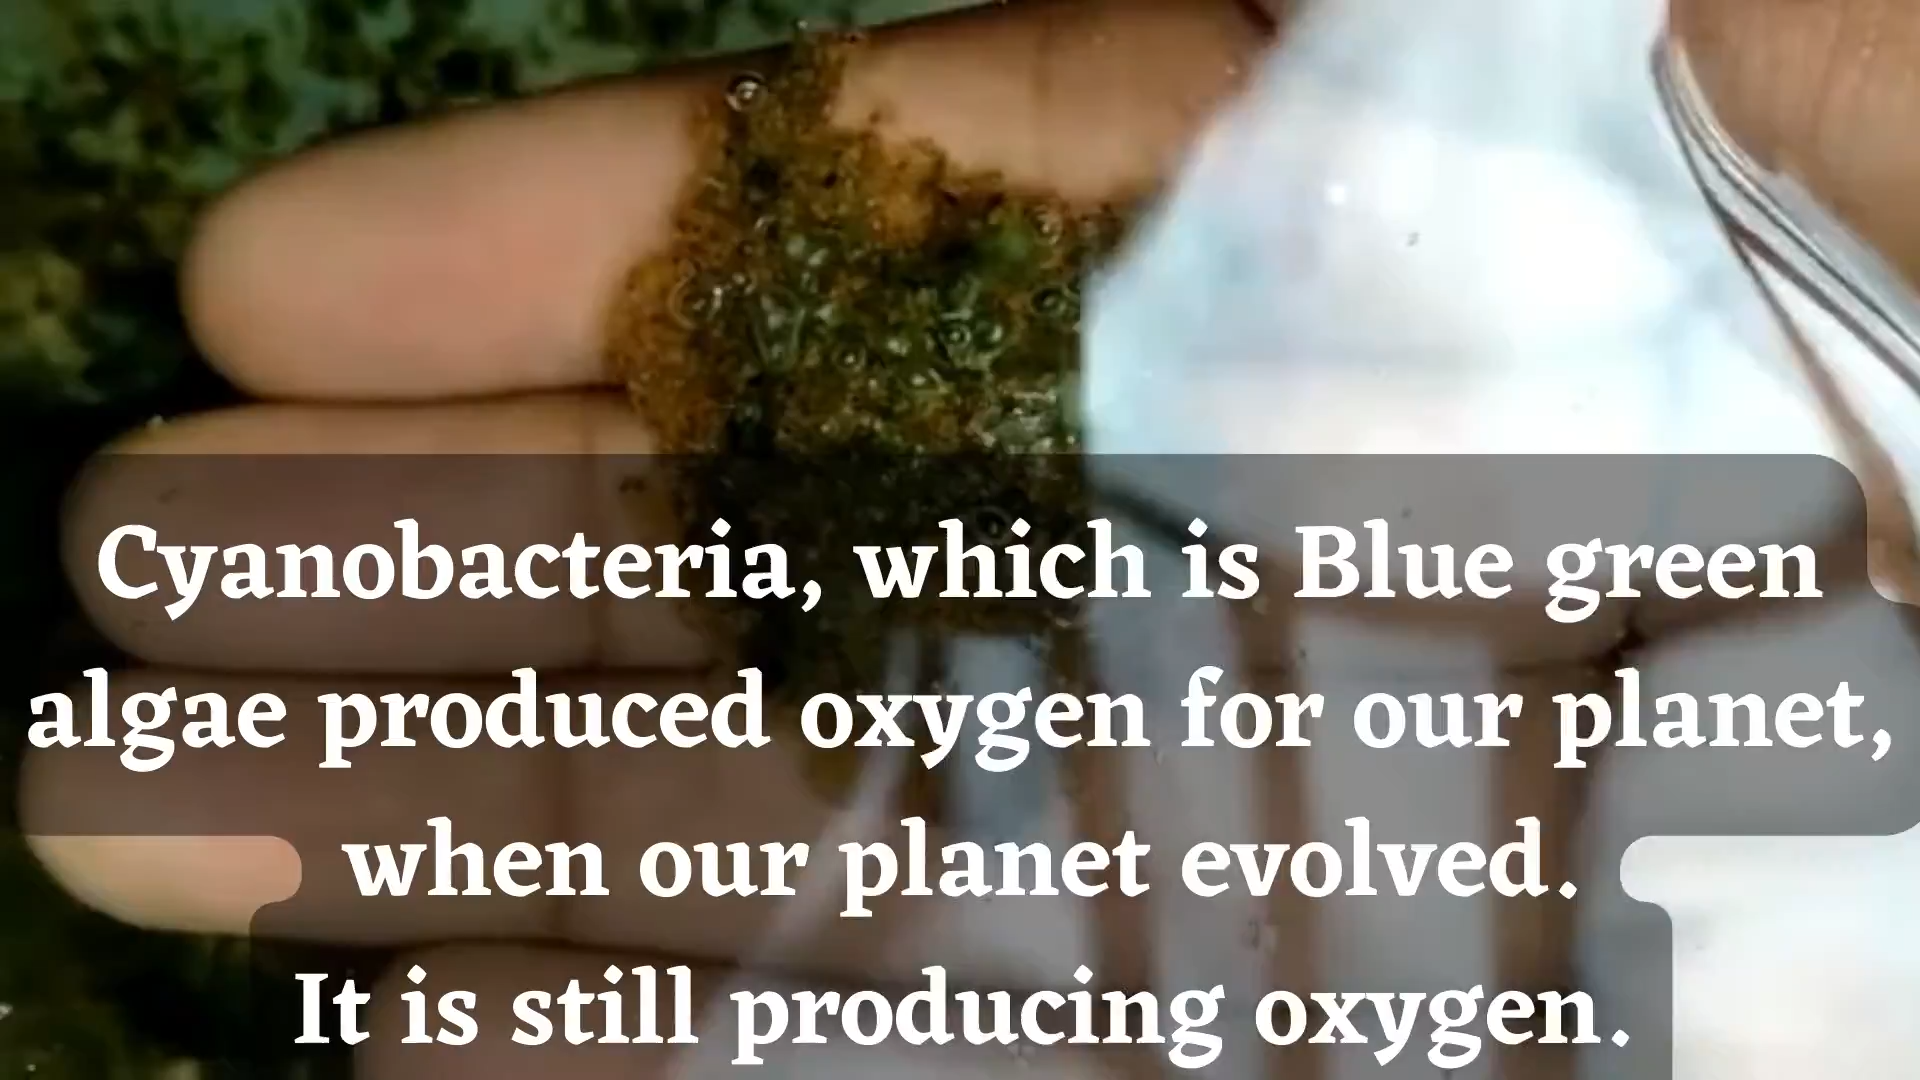 Cyanobacteria, which is Blue green
algae produced oxygen for our planet,
when our planet evolved.
It is still producing oxygen.